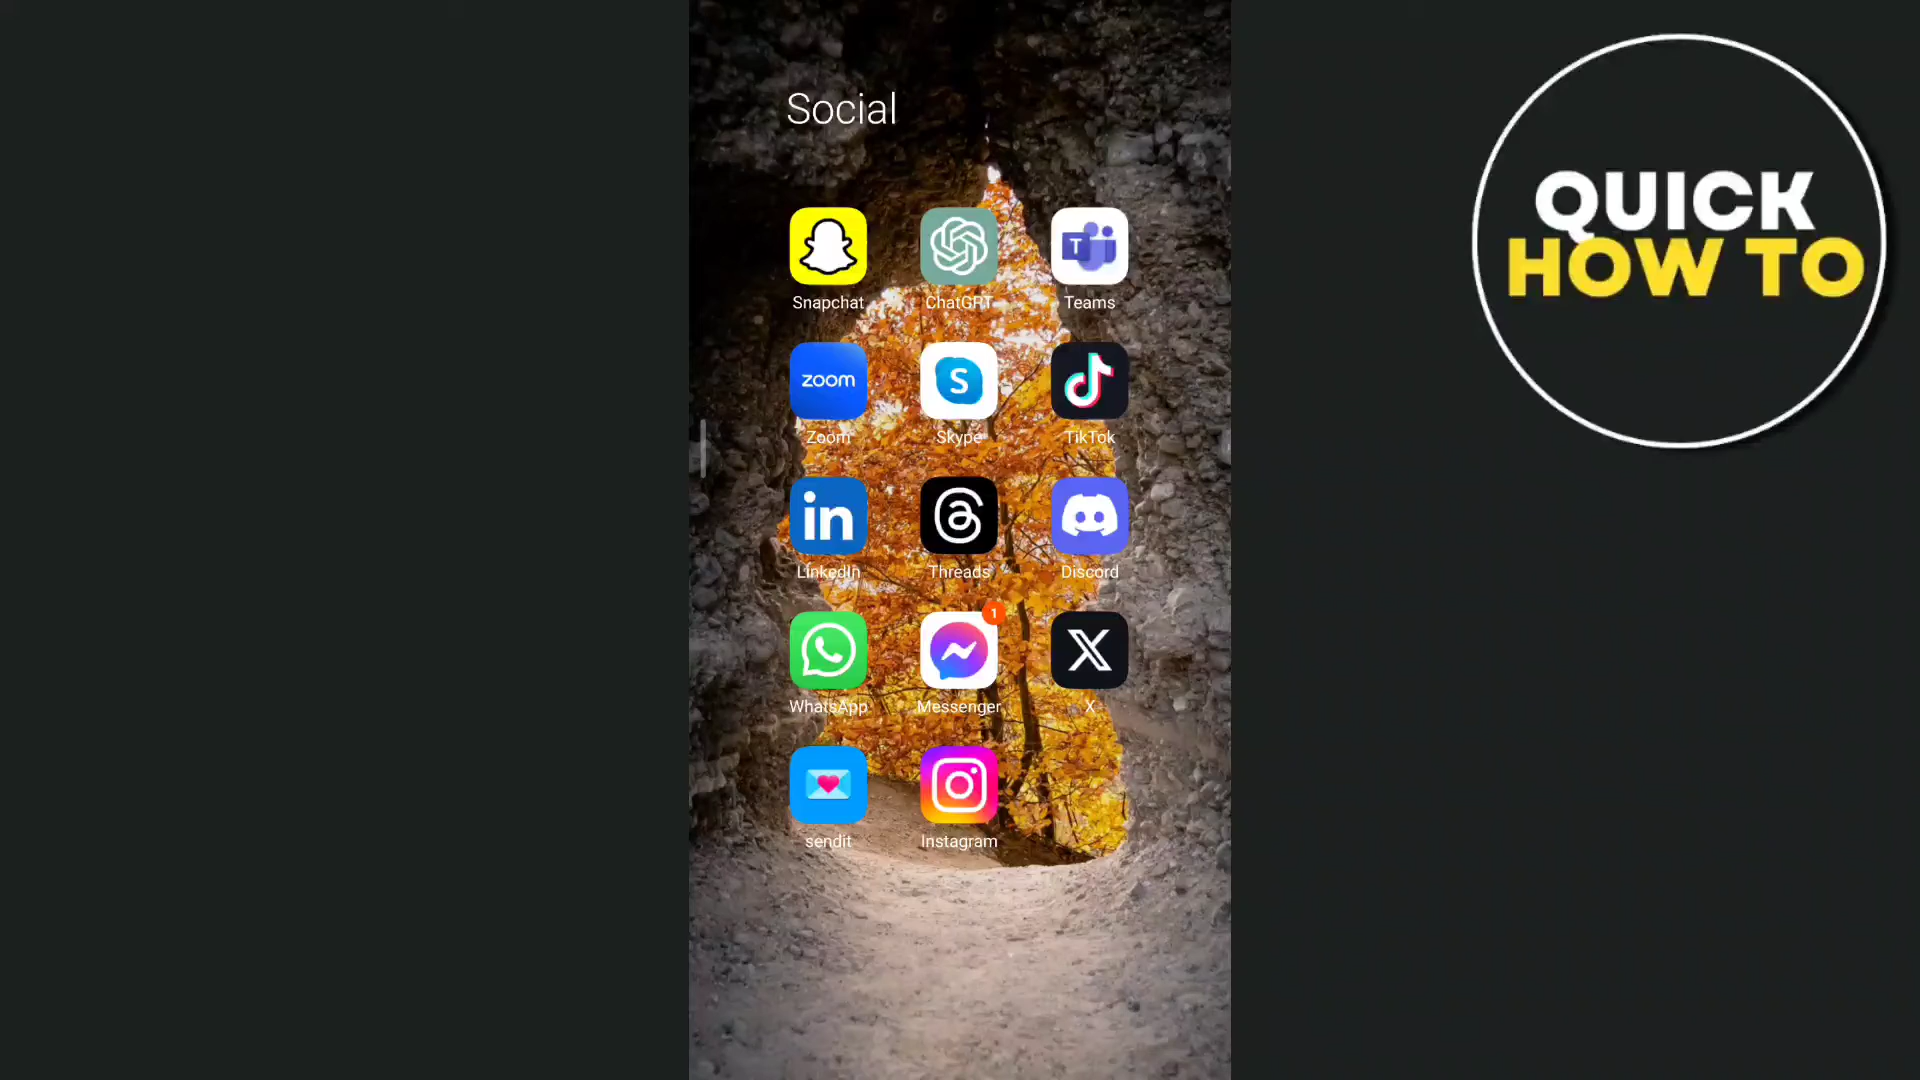 Social
QUICK
HOW TO
Snapchat
ChatGPT
Teams
zoom
S
T
Zoom
Skype
TikTok
in
LinkedIn
Threads
Discord
1
WhatsApp
Messenger
X
sendit
Instagram